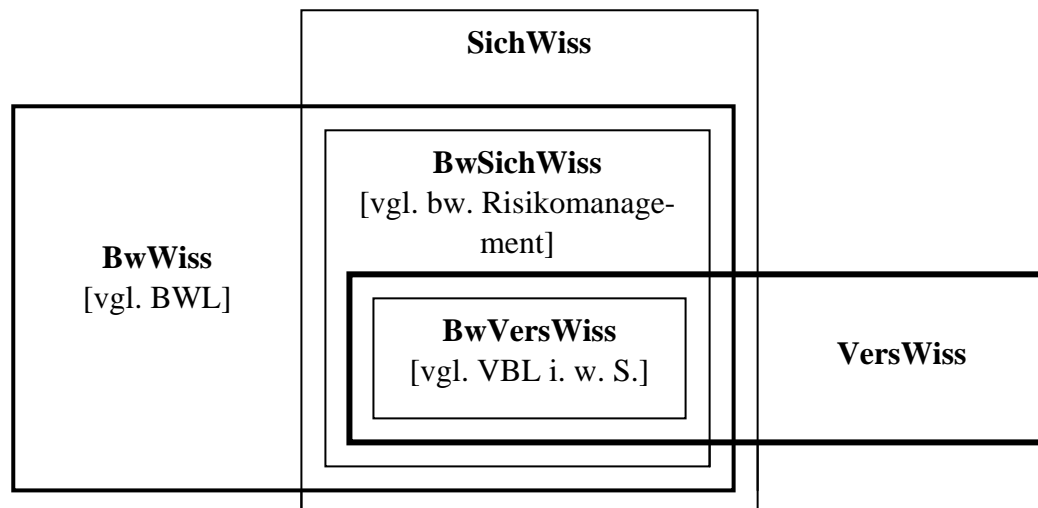 SichWiss
BwSichWiss
[vgl. bw. Risikomanage-
ment]
BwWiss
[vgl. BWL]
BwVersWiss
[vgl. VBL i. w. S.]
VersWiss